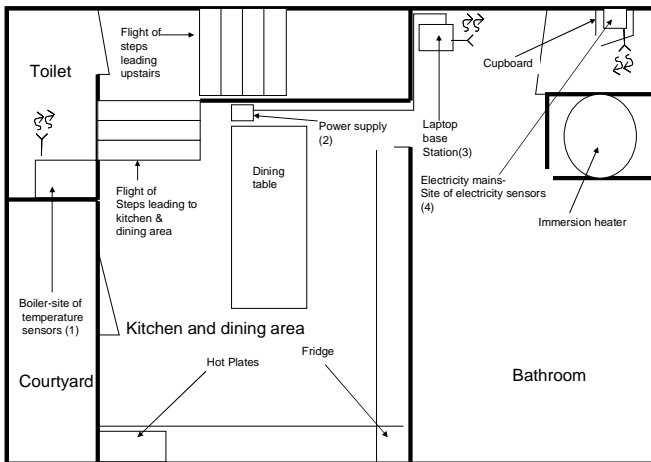 Flight of
steps
leading
upstairs
Toilet
Cupboard
Power supply
(2)
Laptop
base
Station(3)
Dining
table
Electricity mains-
Site of electricity sensors
(4)
Flight of
Steps leading to
kitchen &
dining area
Immersion heater
Boiler-site of
temperature
sensors (1)
Kitchen and dining area
Hot Plates
Fridge
Courtyard
Bathroom